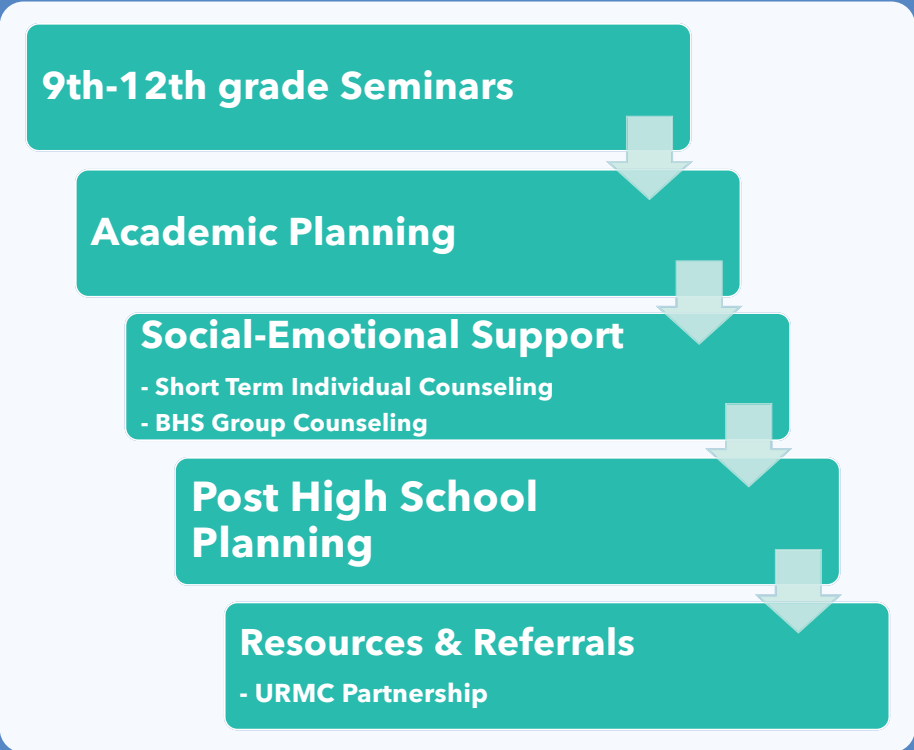 9th-12th grade Seminars
Academic Planning
Social-Emotional Support
- Short Term Individual Counseling
- BHS Group Counseling
Post High School
Planning
Resources & Referrals
- URMC Partnership